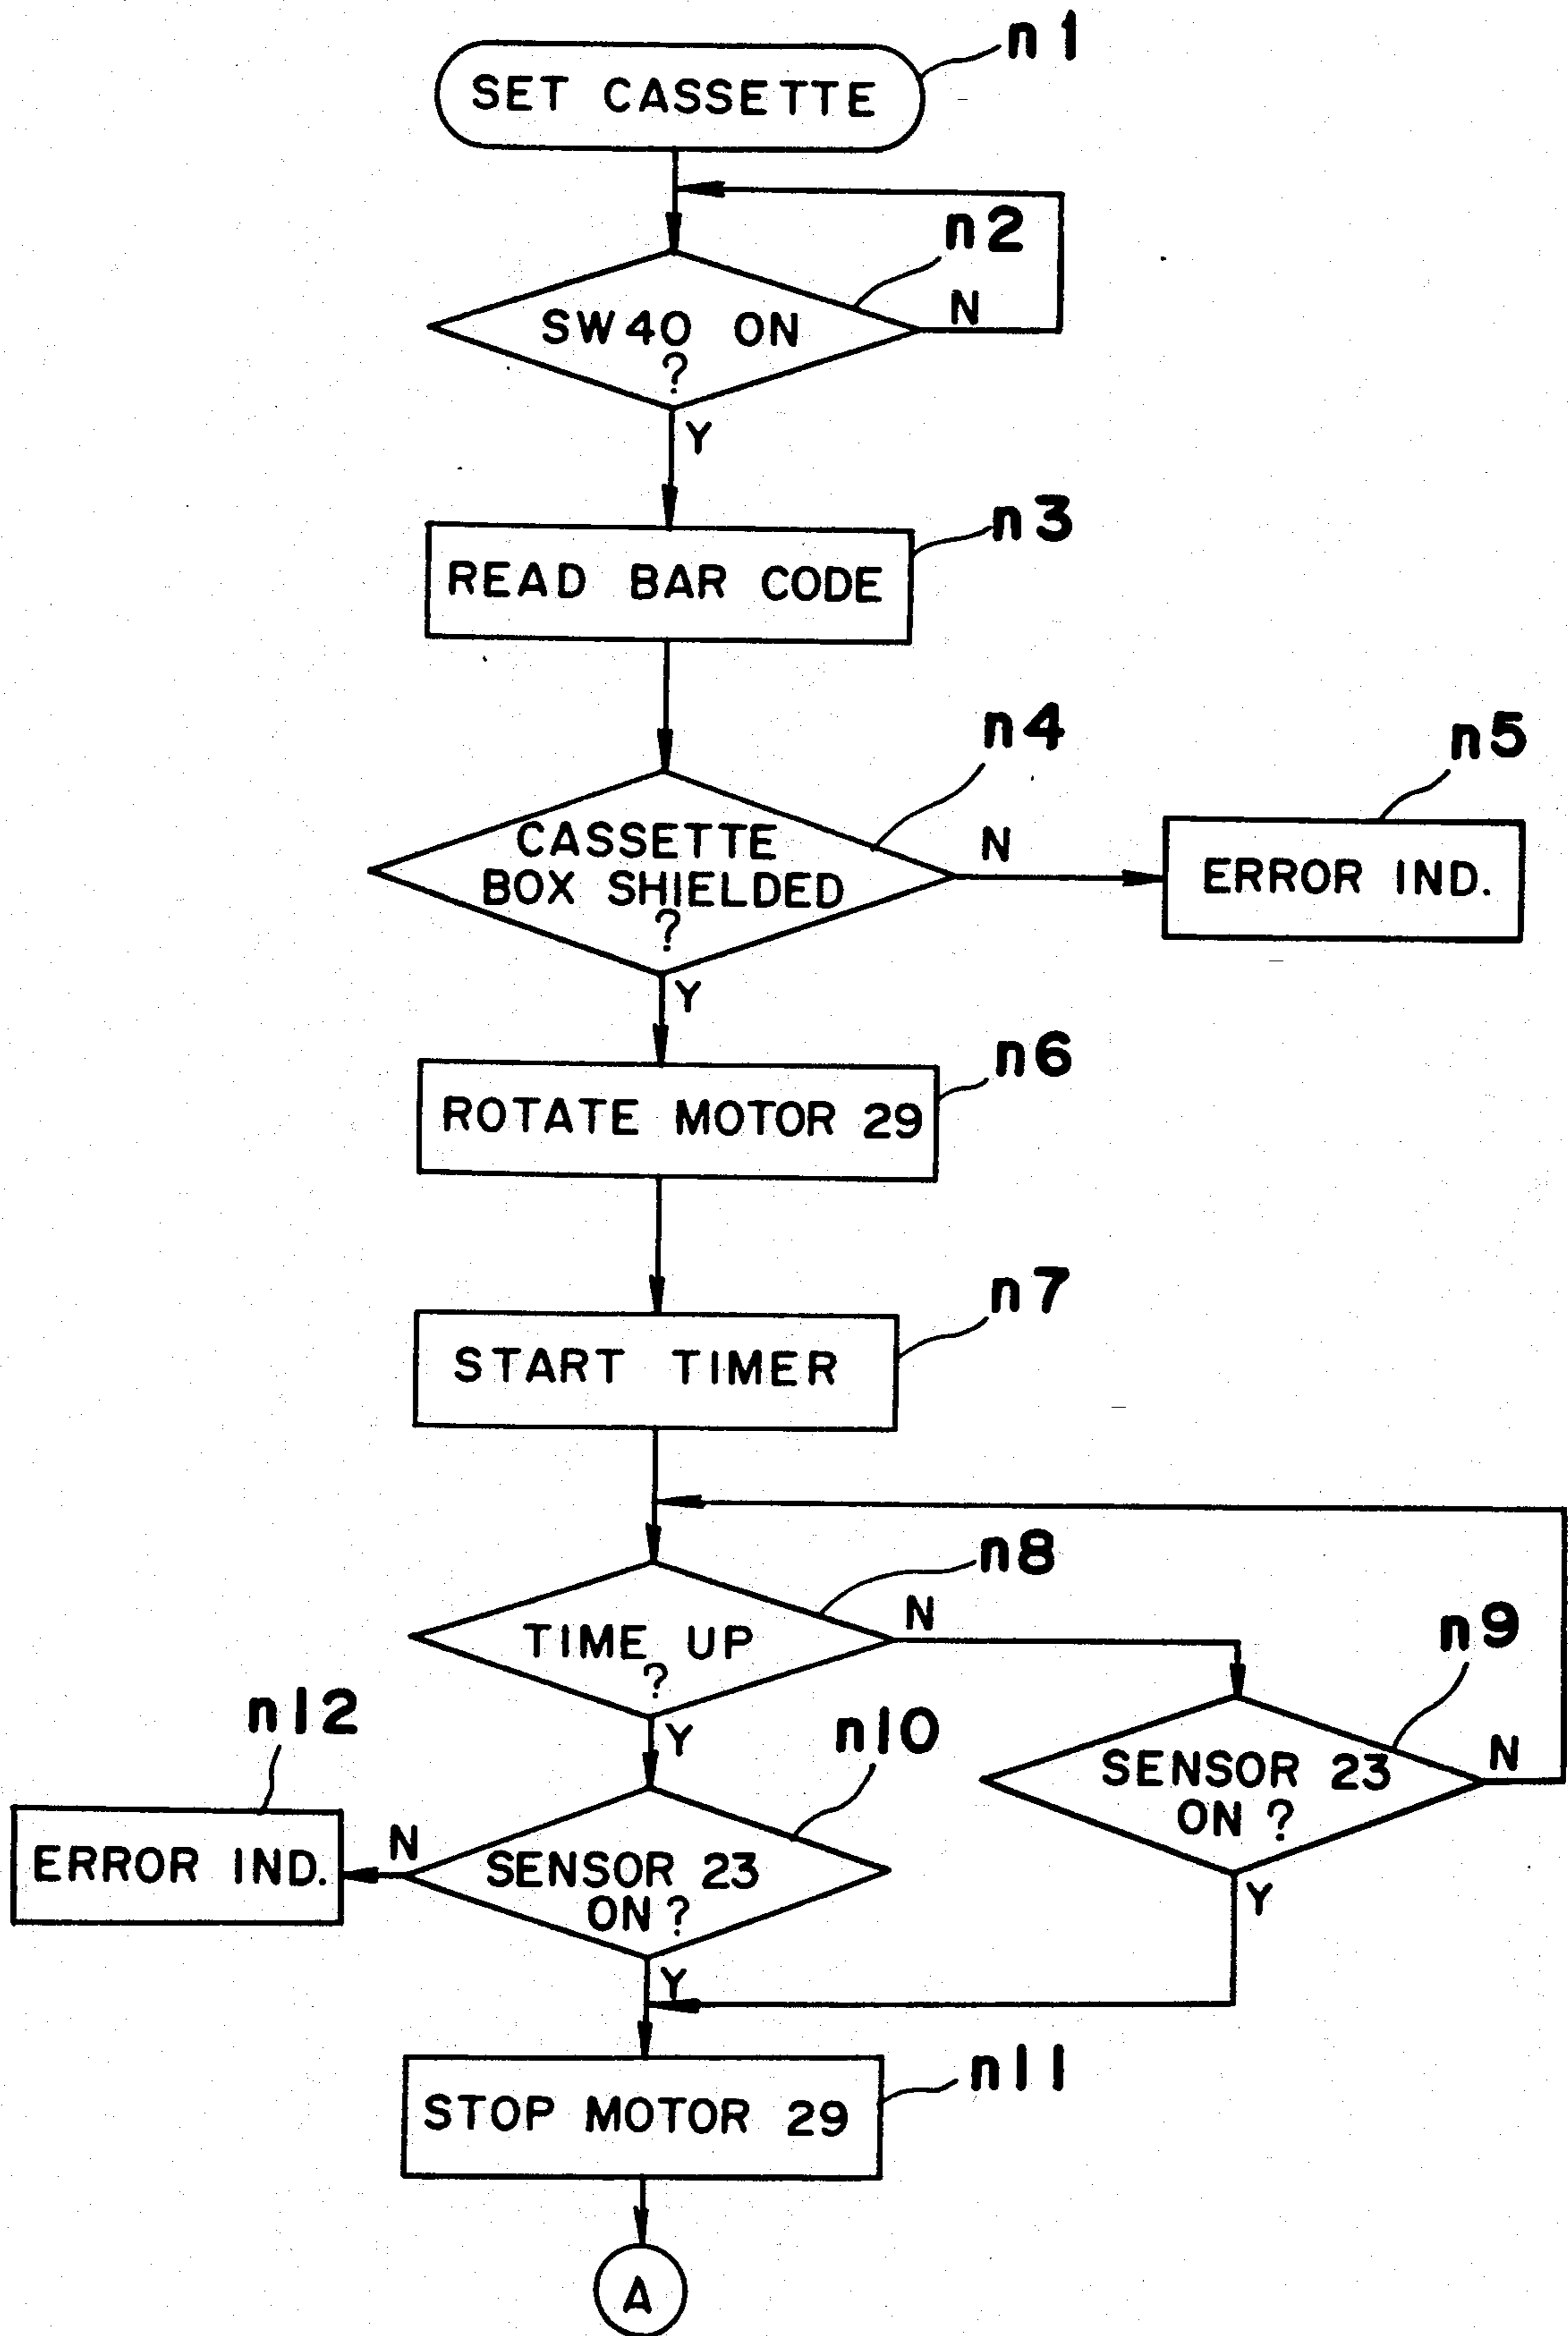 n1
SET CASSETTE
n2
SW40 ON
?
N
Y
n3
READ BAR CODE
n4
n5
CASSETTE
BOX SHIELDED
?
N
ERROR IND.
Y
n6
ROTATE MOTOR 29
n7
START TIMER
n8
TIME UP
?
N
n9
Y
SENSOR 23
ON ?
N
Y
n12
n10
ERROR IND.
N
SENSOR 23
ON ?
Y
n11
STOP MOTOR 29
A